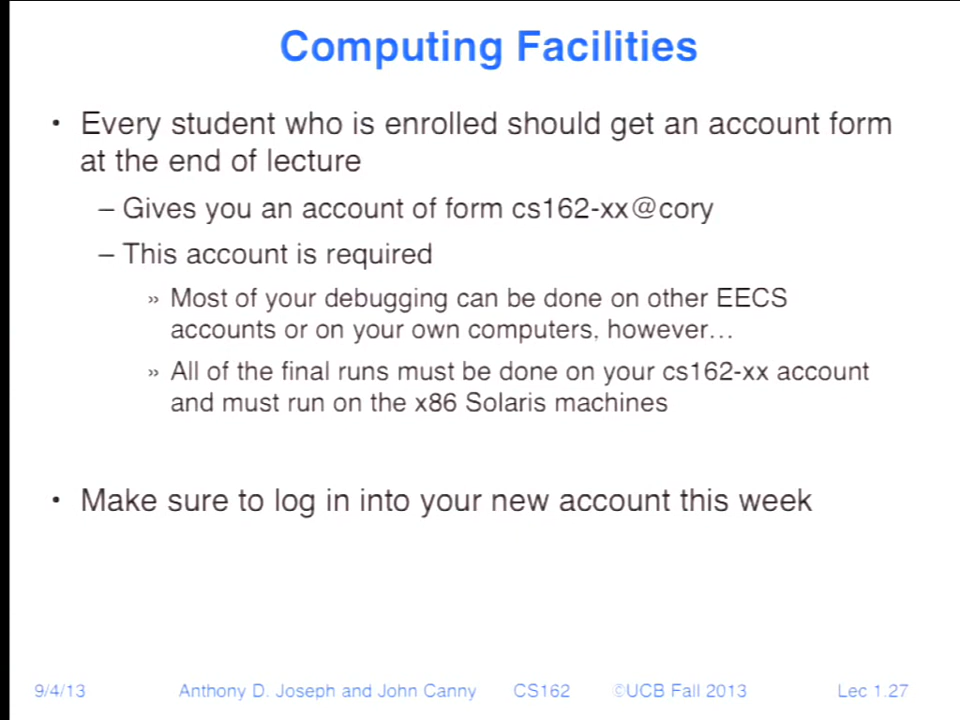 Computing Facilities
• Every student who is enrolled should get an account form
at the end of lecture
– Gives you an account of form cs162-xx@cory
– This account is required
» Most of your debugging can be done on other EECS
accounts or on your own computers, however…
» All of the final runs must be done on your cs162-xx account
and must run on the x86 Solaris machines
• Make sure to log in into your new account this week
9/4/13 Anthony D. Joseph and John Canny CS162 ©UCB Fall 2013 Lec 1.27